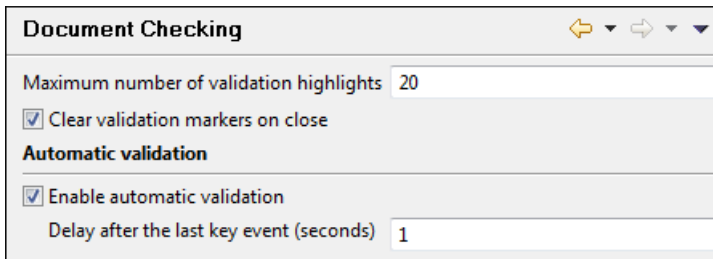 Document Checking
Maximum number of validation highlights 20
Clear validation markers on close
Automatic validation
Enable automatic validation
Delay after the last key event (seconds) 1